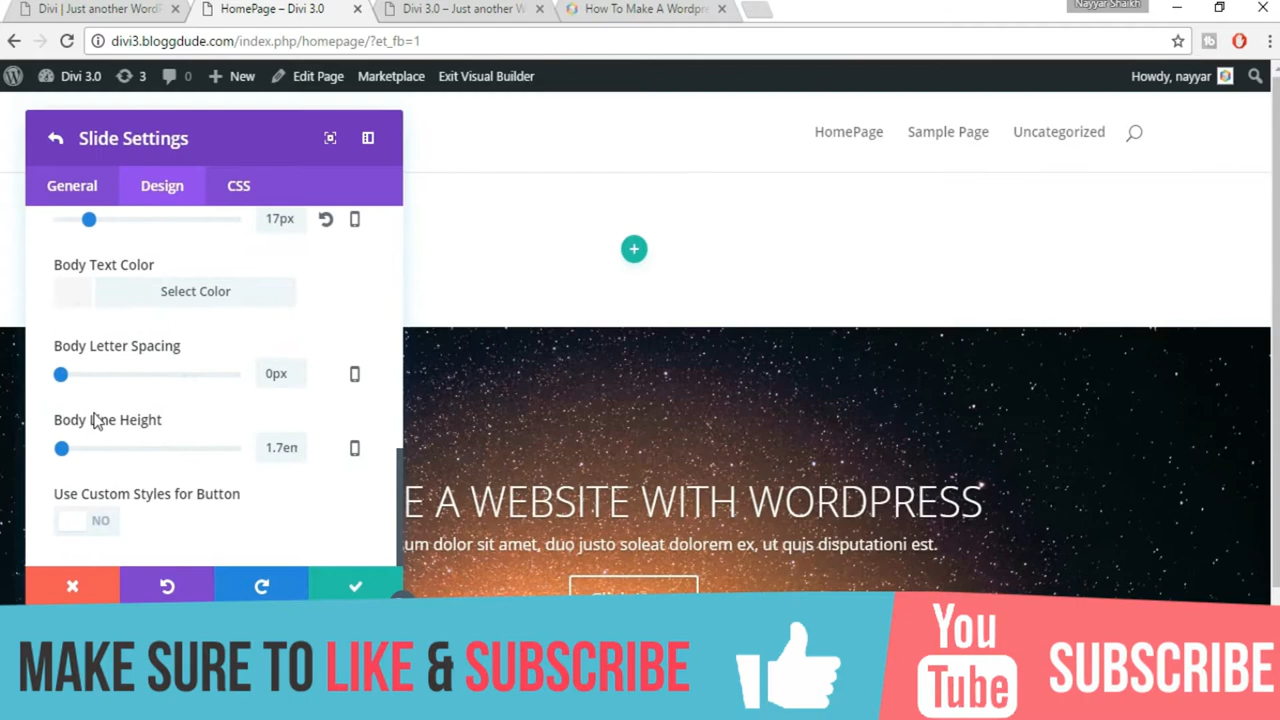 Divi | Just another WordP
HomePage – Divi 3.0
Divi 3.0 – Just another W
How To Make A Wordpre
Nayyar Shaikh
divi3.bloggdude.com/index.php/homepage/?et_fb=1
Divi 3.0
3
0
New
Edit Page
Marketplace
Exit Visual Builder
Howdy, nayyar
HomePage
Sample Page
Uncategorized
Slide Settings
General
Design
CSS
17px
Body Text Color
Select Color
Body Letter Spacing
0px
Body Line Height
1.7em
Use Custom Styles for Button
NO
E A WEBSITE WITH WORDPRESS
um dolor sit amet, duo justo soleat dolorem ex, ut quis disputationi est.
MAKE SURE TO LIKE & SUBSCRIBE
You
Tube
SUBSCRIBE